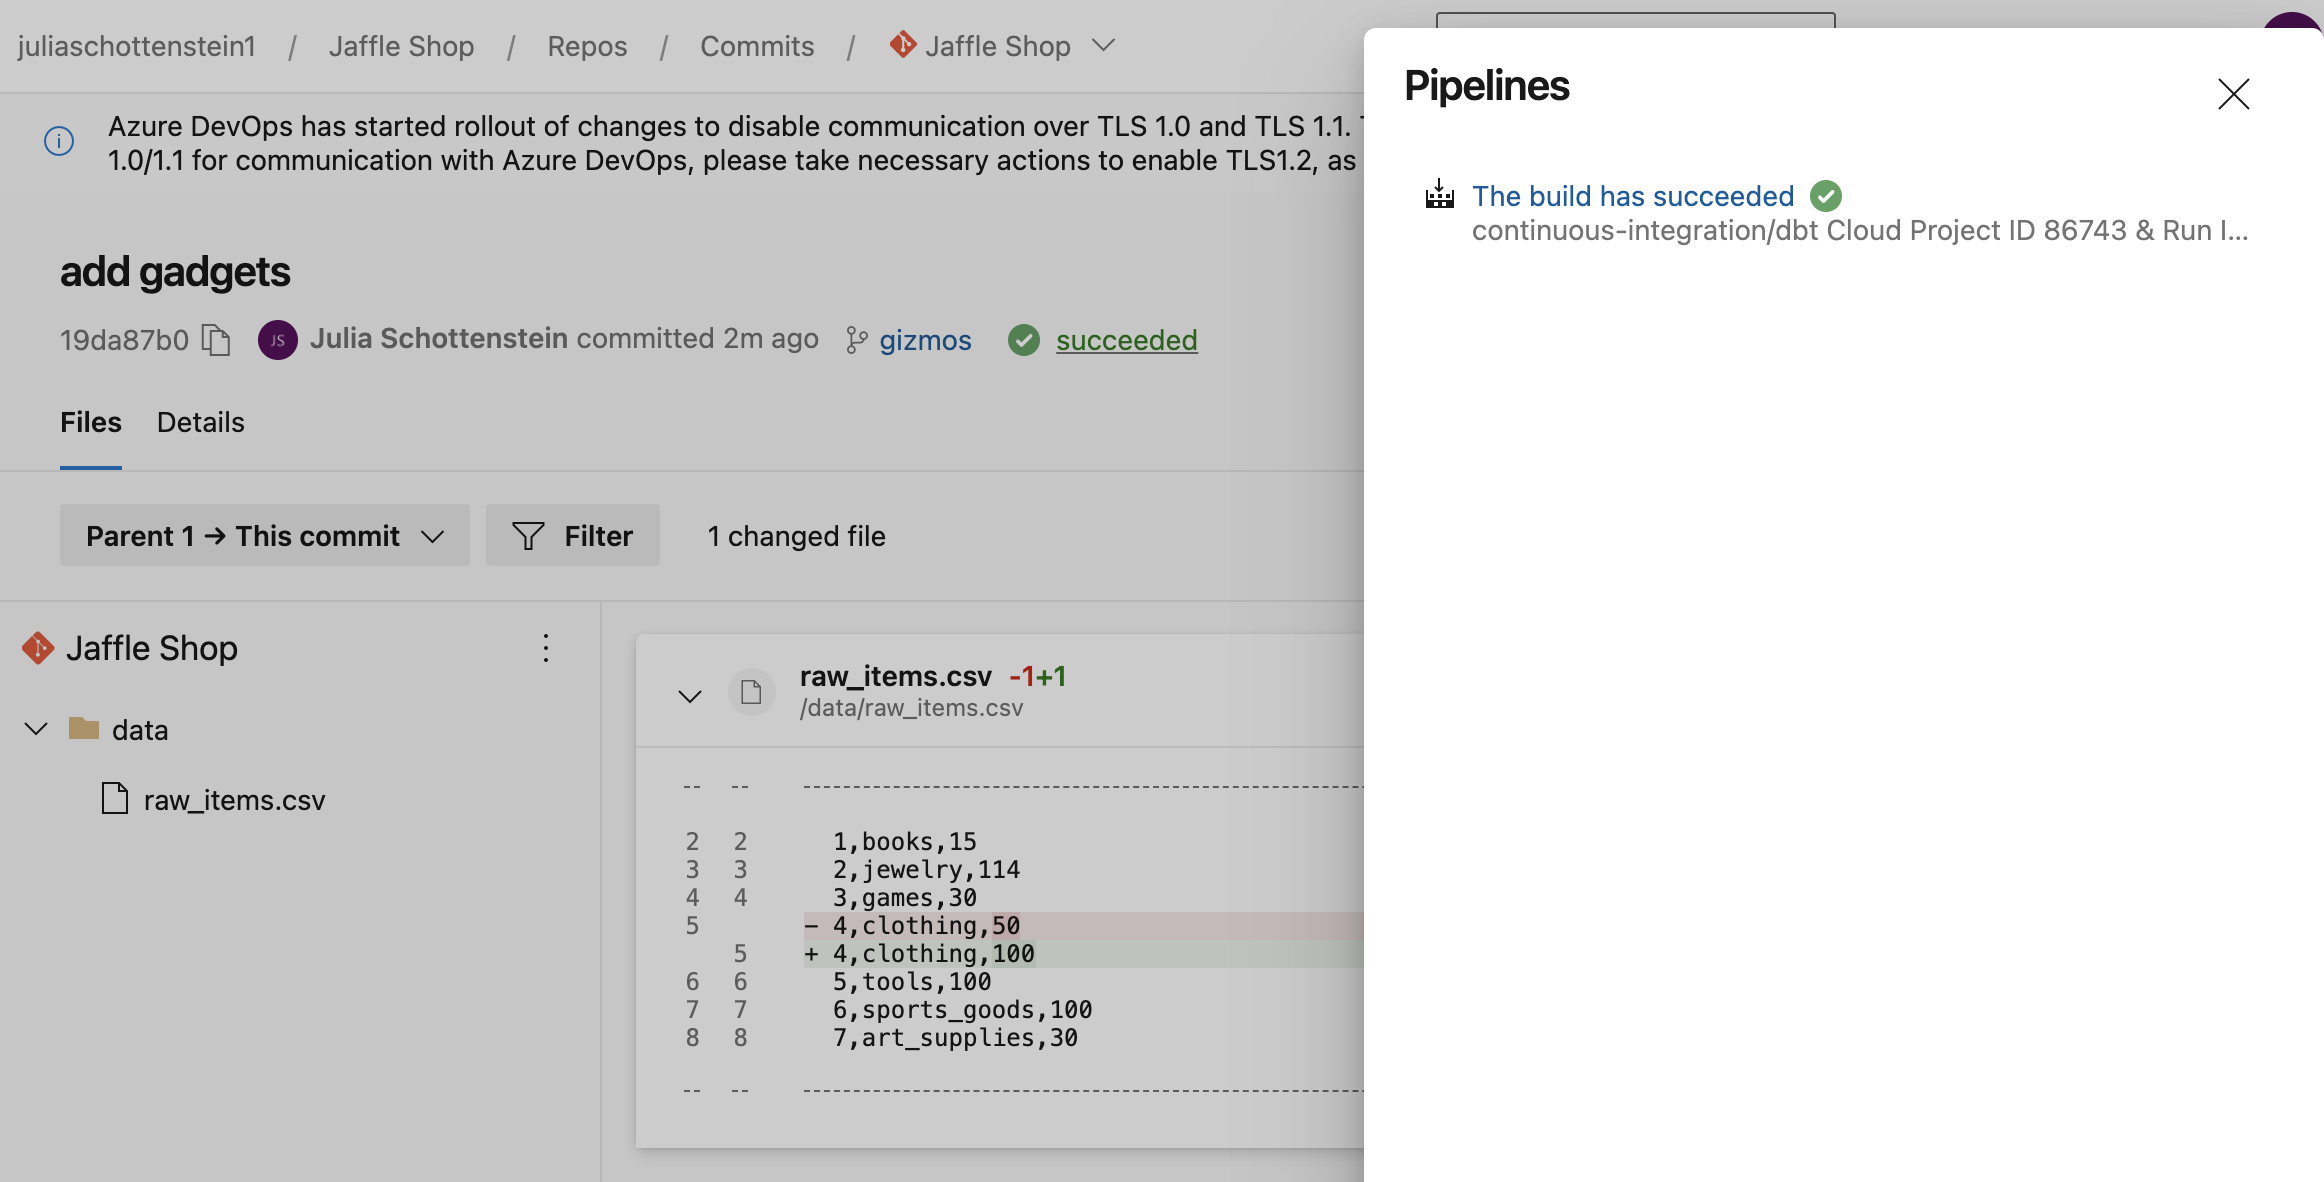 juliaschottenstein1 / Jaffle Shop / Repos / Commits / Jaffle Shop
Azure DevOps has started rollout of changes to disable communication over TLS 1.0 and TLS 1.1.
1.0/1.1 for communication with Azure DevOps, please take necessary actions to enable TLS1.2, as
add gadgets
19da87b0 JS Julia Schottenstein committed 2m ago gizmos succeeded
Files Details
Parent 1 → This commit Filter 1 changed file
Jaffle Shop
data
raw_items.csv
raw_items.csv -1+1
/data/raw_items.csv
-- --
2 2 1,books,15
3 3 2,jewelry,114
4 4 3,games,30
5 - 4,clothing,50
5 + 4,clothing,100
6 6 5,tools,100
7 7 6,sports_goods,100
8 8 7,art_supplies,30
-- --
Pipelines
The build has succeeded
continuous-integration/dbt Cloud Project ID 86743 & Run I...